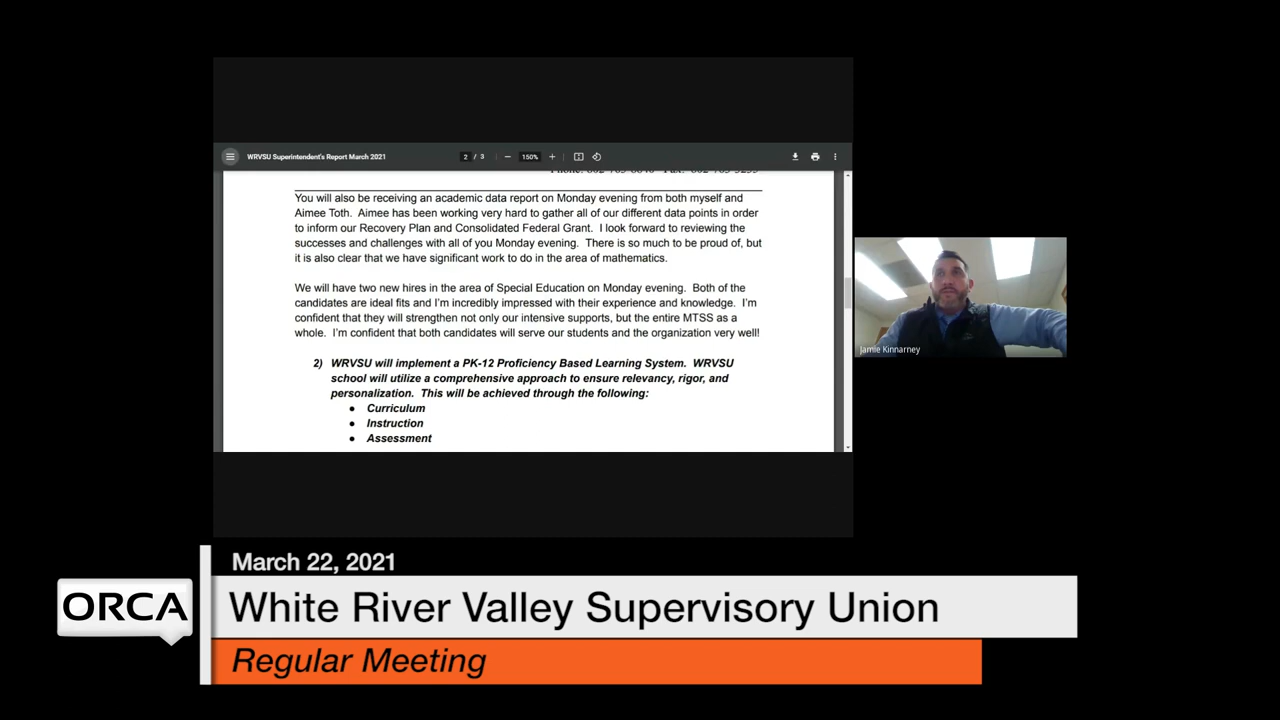 WRVSU Superintendent's Report March 2021
2 / 3
150%
You will also be receiving an academic data report on Monday evening from both myself and
Aimee Toth. Aimee has been working very hard to gather all of our different data points in order
to inform our Recovery Plan and Consolidated Federal Grant. I look forward to reviewing the
successes and challenges with all of you Monday evening. There is so much to be proud of, but
it is also clear that we have significant work to do in the area of mathematics.
We will have two new hires in the area of Special Education on Monday evening. Both of the
candidates are ideal fits and I'm incredibly impressed with their experience and knowledge. I'm
confident that they will strengthen not only our intensive supports, but the entire MTSS as a
whole. I'm confident that both candidates will serve our students and the organization very well!
2) WRVSU will implement a PK-12 Proficiency Based Learning System. WRVSU
school will utilize a comprehensive approach to ensure relevancy, rigor, and
personalization. This will be achieved through the following:
● Curriculum
● Instruction
● Assessment
Jamie Kinnarney
March 22, 2021
ORCA
White River Valley Supervisory Union
Regular Meeting